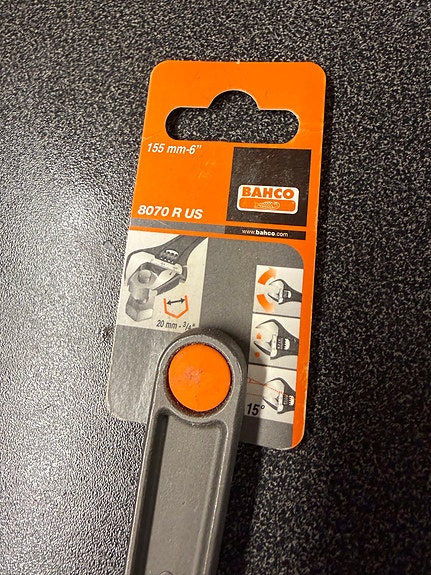 155 mm-6"
BAHCO
8070 R US
www.bahco.com
20 mm - 3/4"
15°